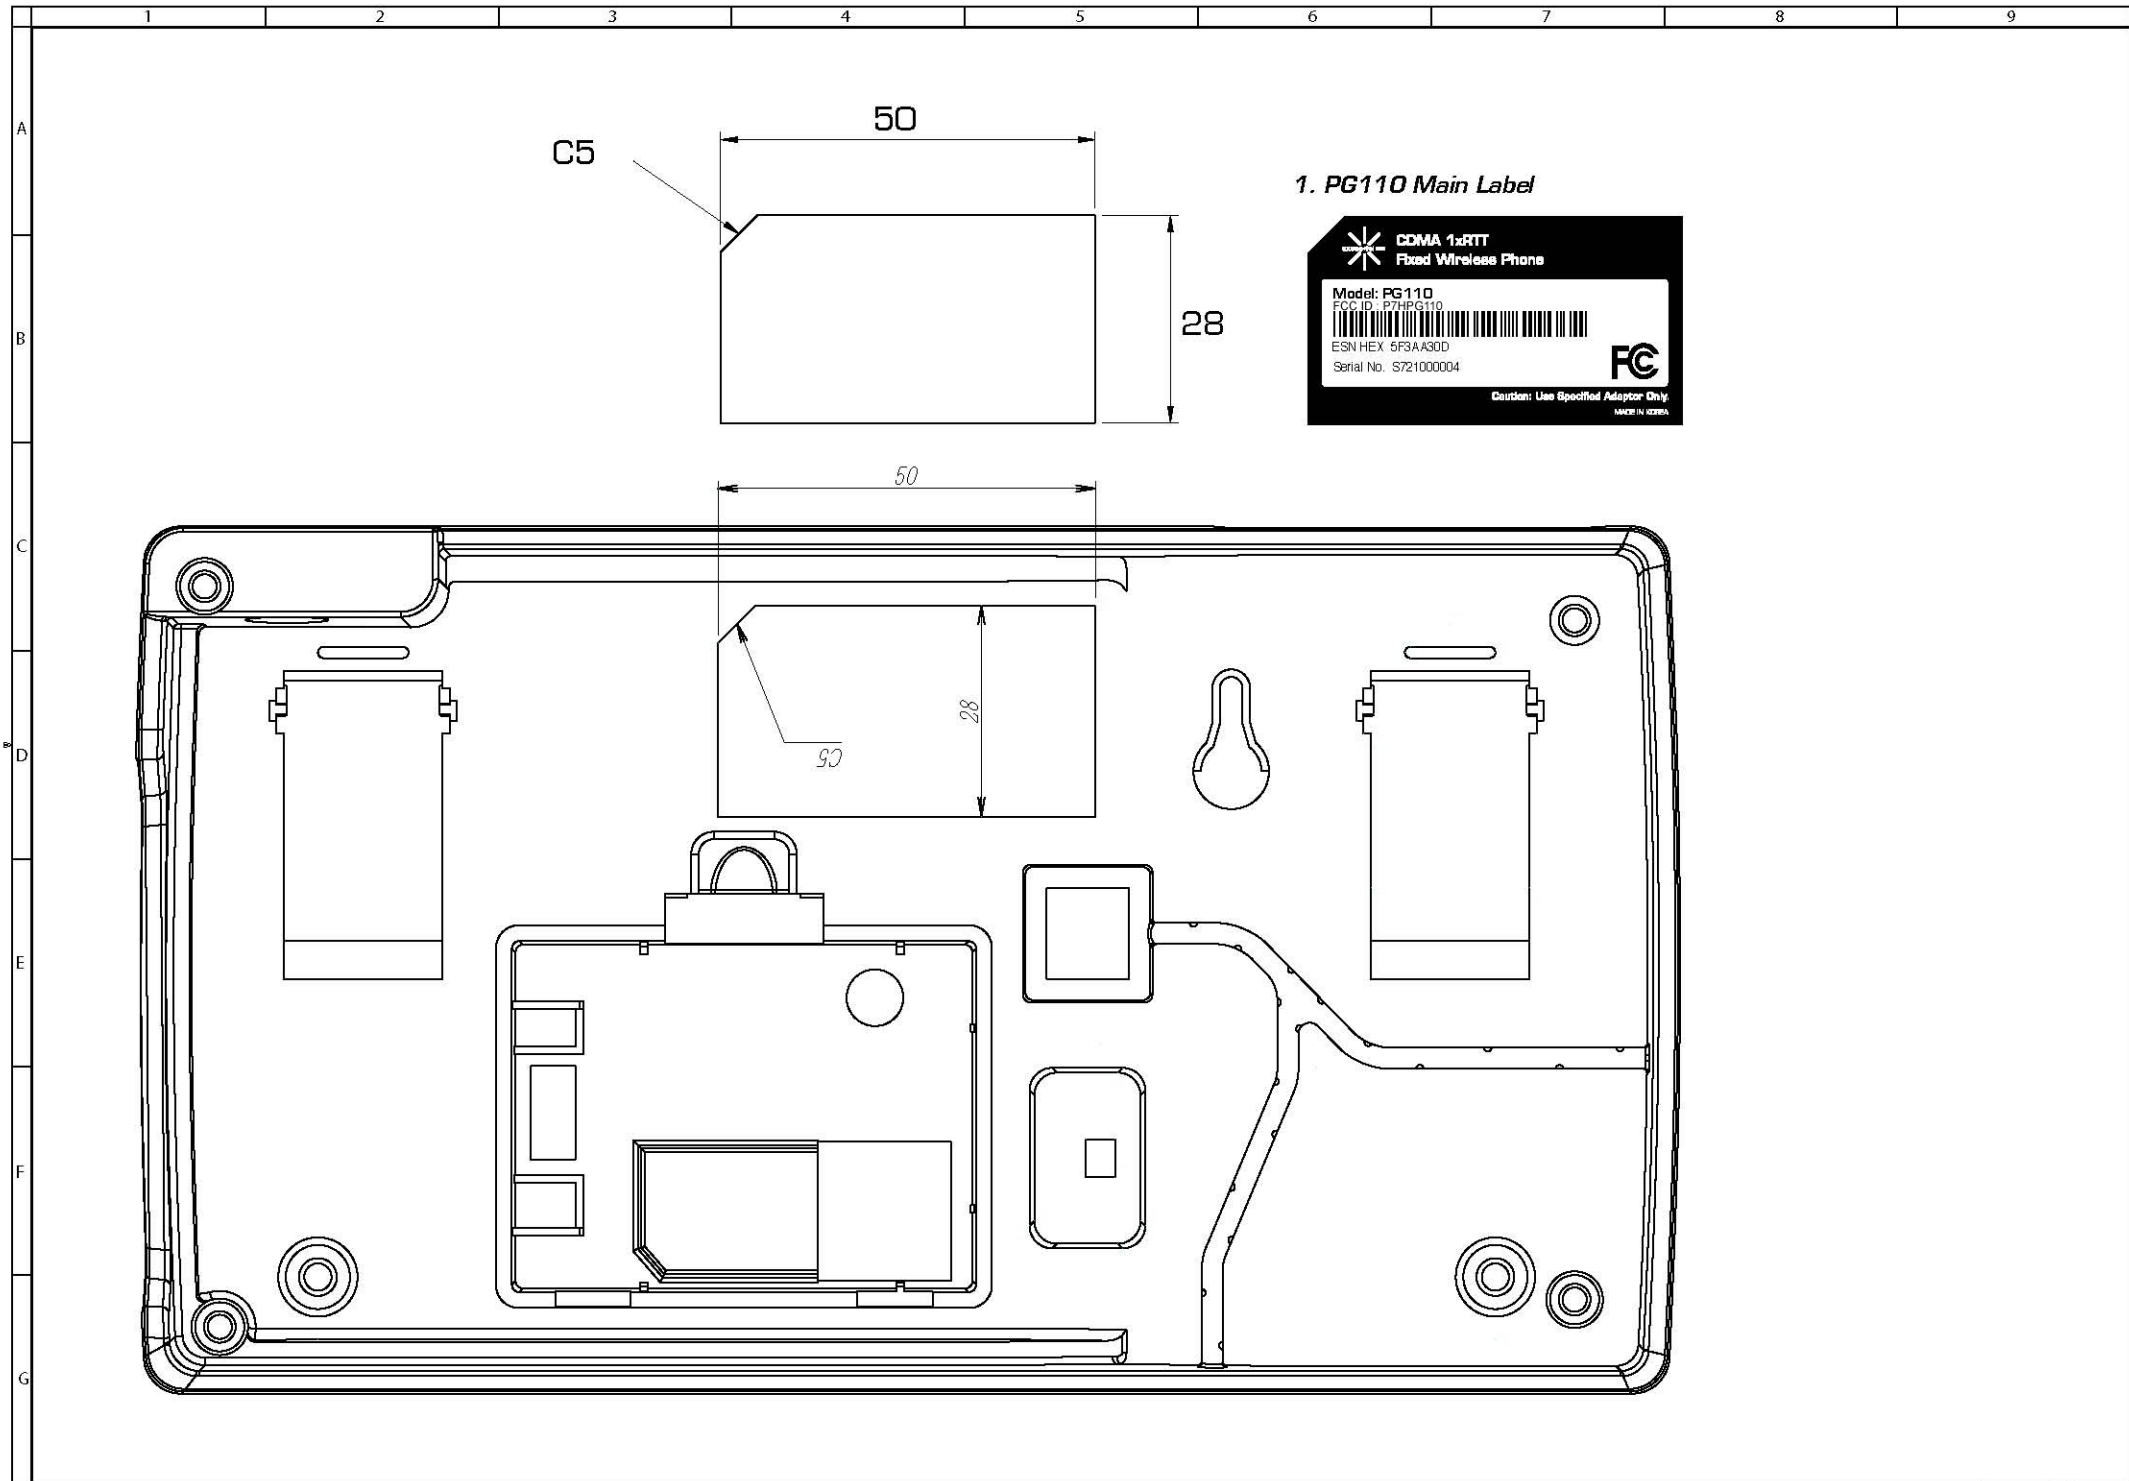 1 2 3 4 5 6 7 8 9
A
B
C
D
E
F
G
50
C5
28
1. PG110 Main Label
CDMA 1xRTT
Fixed Wireless Phone
Model: PG110
FCC ID : P7HPG110
ESN HEX 5F3AA30D
Serial No. S721000004
FC
Caution: Use Specified Adaptor Only.
MADE IN KOREA
50
28
C5